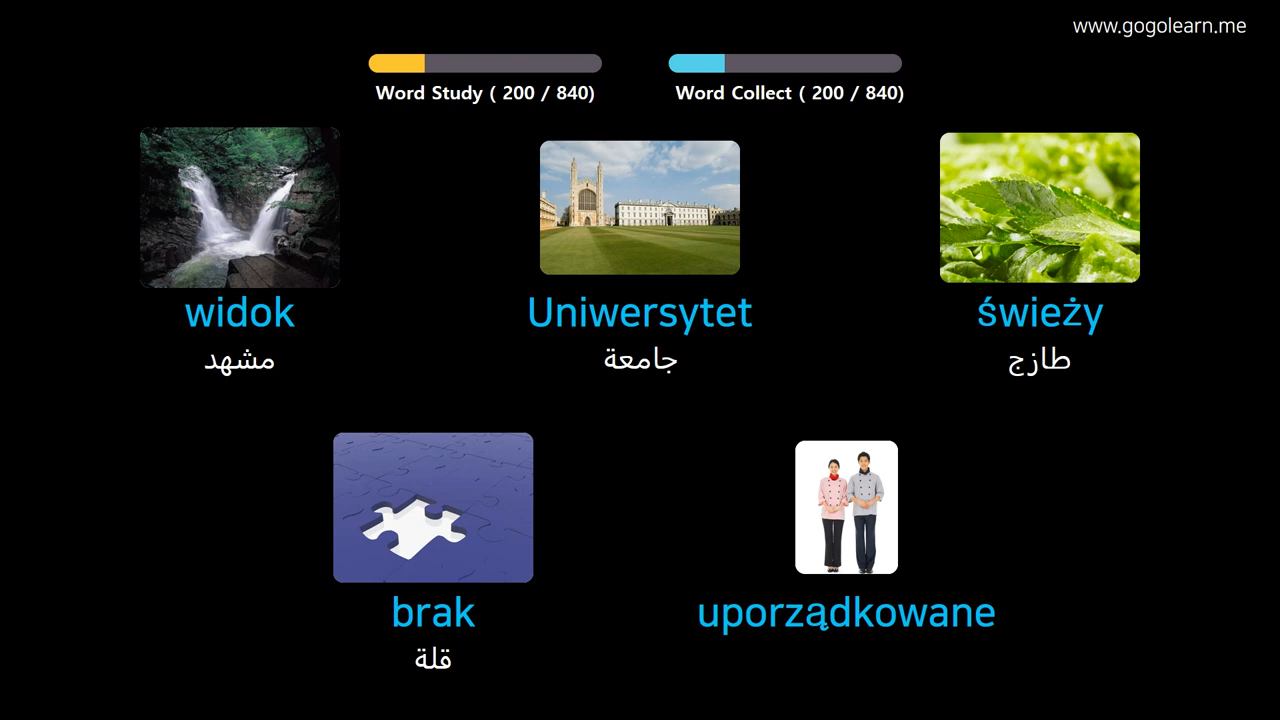 www.gogolearn.me
Word Study ( 200 / 840)
Word Collect ( 200 / 840)
widok
مشهد
Uniwersytet
جامعة
świeży
طازج
brak
قلة
uporządkowane